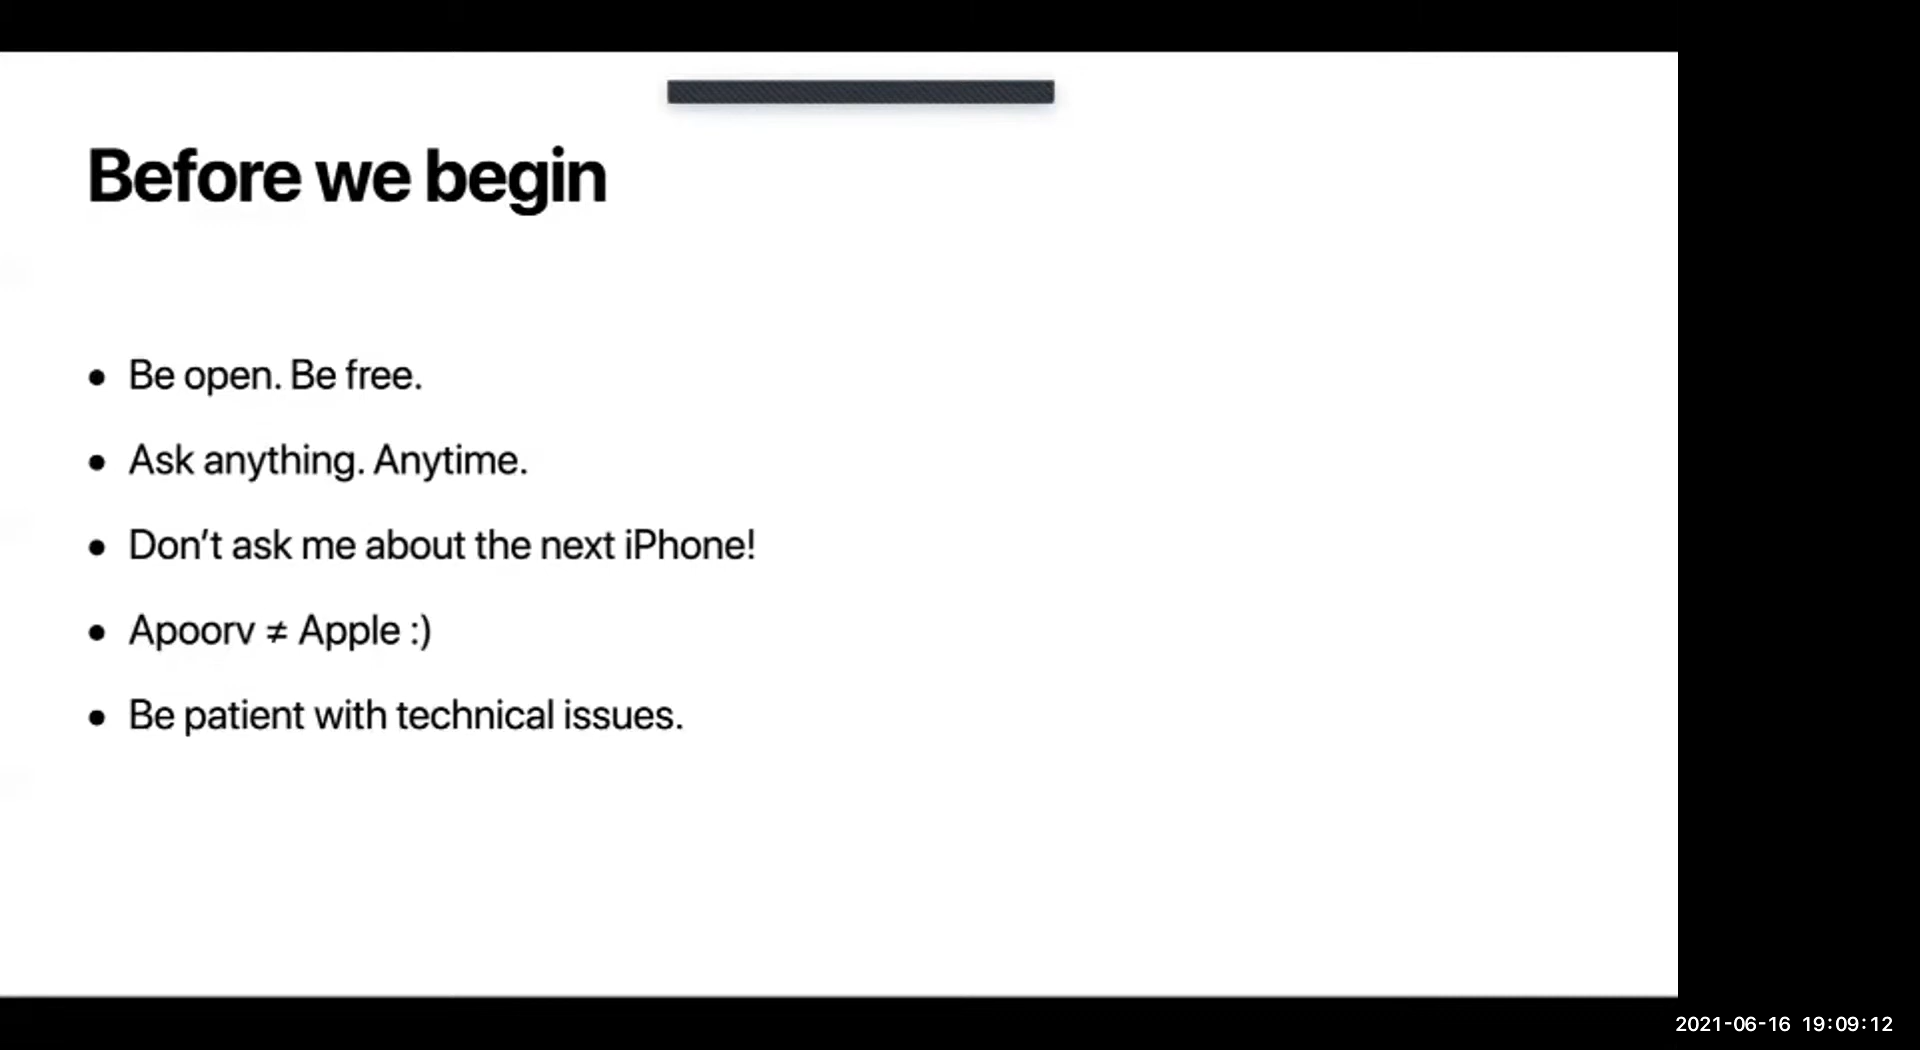 Before we begin
• Be open. Be free.
• Ask anything. Anytime.
• Don’t ask me about the next iPhone!
• Apoorv ≠ Apple :)
• Be patient with technical issues.
2021-06-16 19:09:12